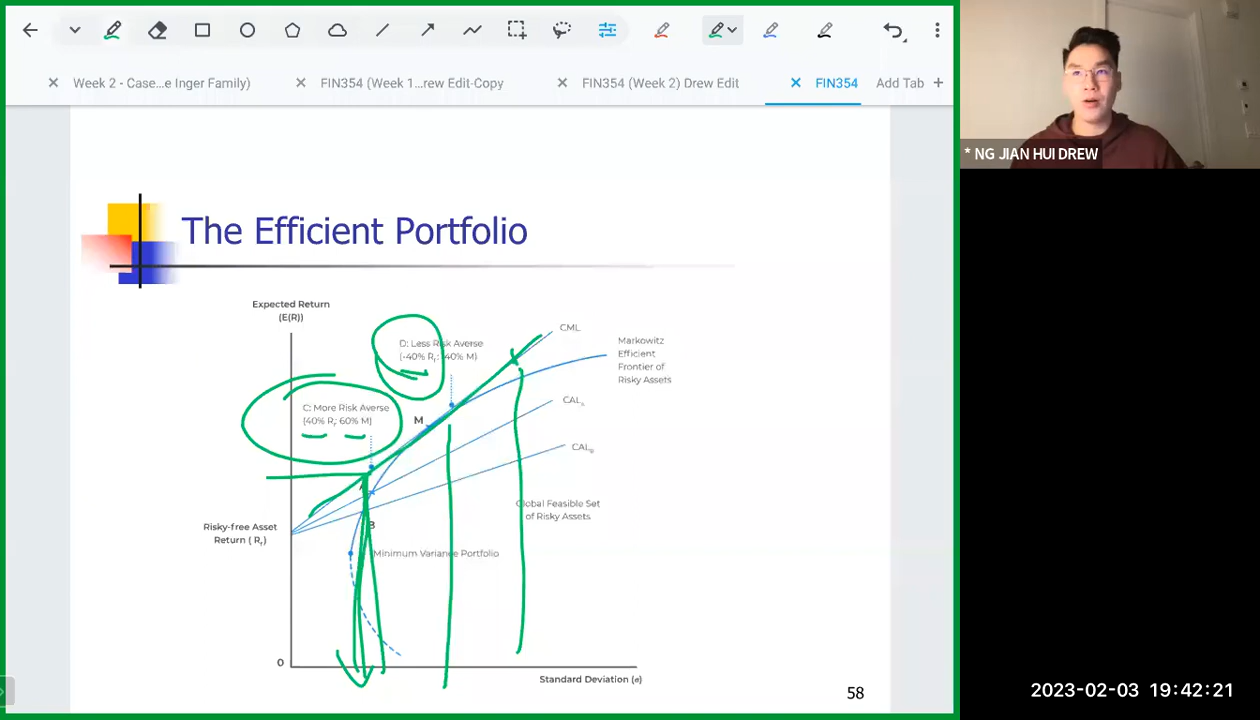 Week 2 - Case...e Inger Family)
FIN354 (Week 1...rew Edit-Copy
FIN354 (Week 2) Drew Edit
FIN354
Add Tab
* NG JIAN HUI DREW
The Efficient Portfolio
Expected Return
(E(R))
CML
D: Less Risk Averse
(-40% Rf: 140% M)
Markowitz
Efficient
Frontier of
Risky Assets
C: More Risk Averse
(40% Rf: 60% M)
M
CALA
CALB
A
Global Feasible Set
of Risky Assets
Risky-free Asset
Return ( Rf)
B
Minimum Variance Portfolio
0
Standard Deviation (σ)
58
2023-02-03 19:42:21